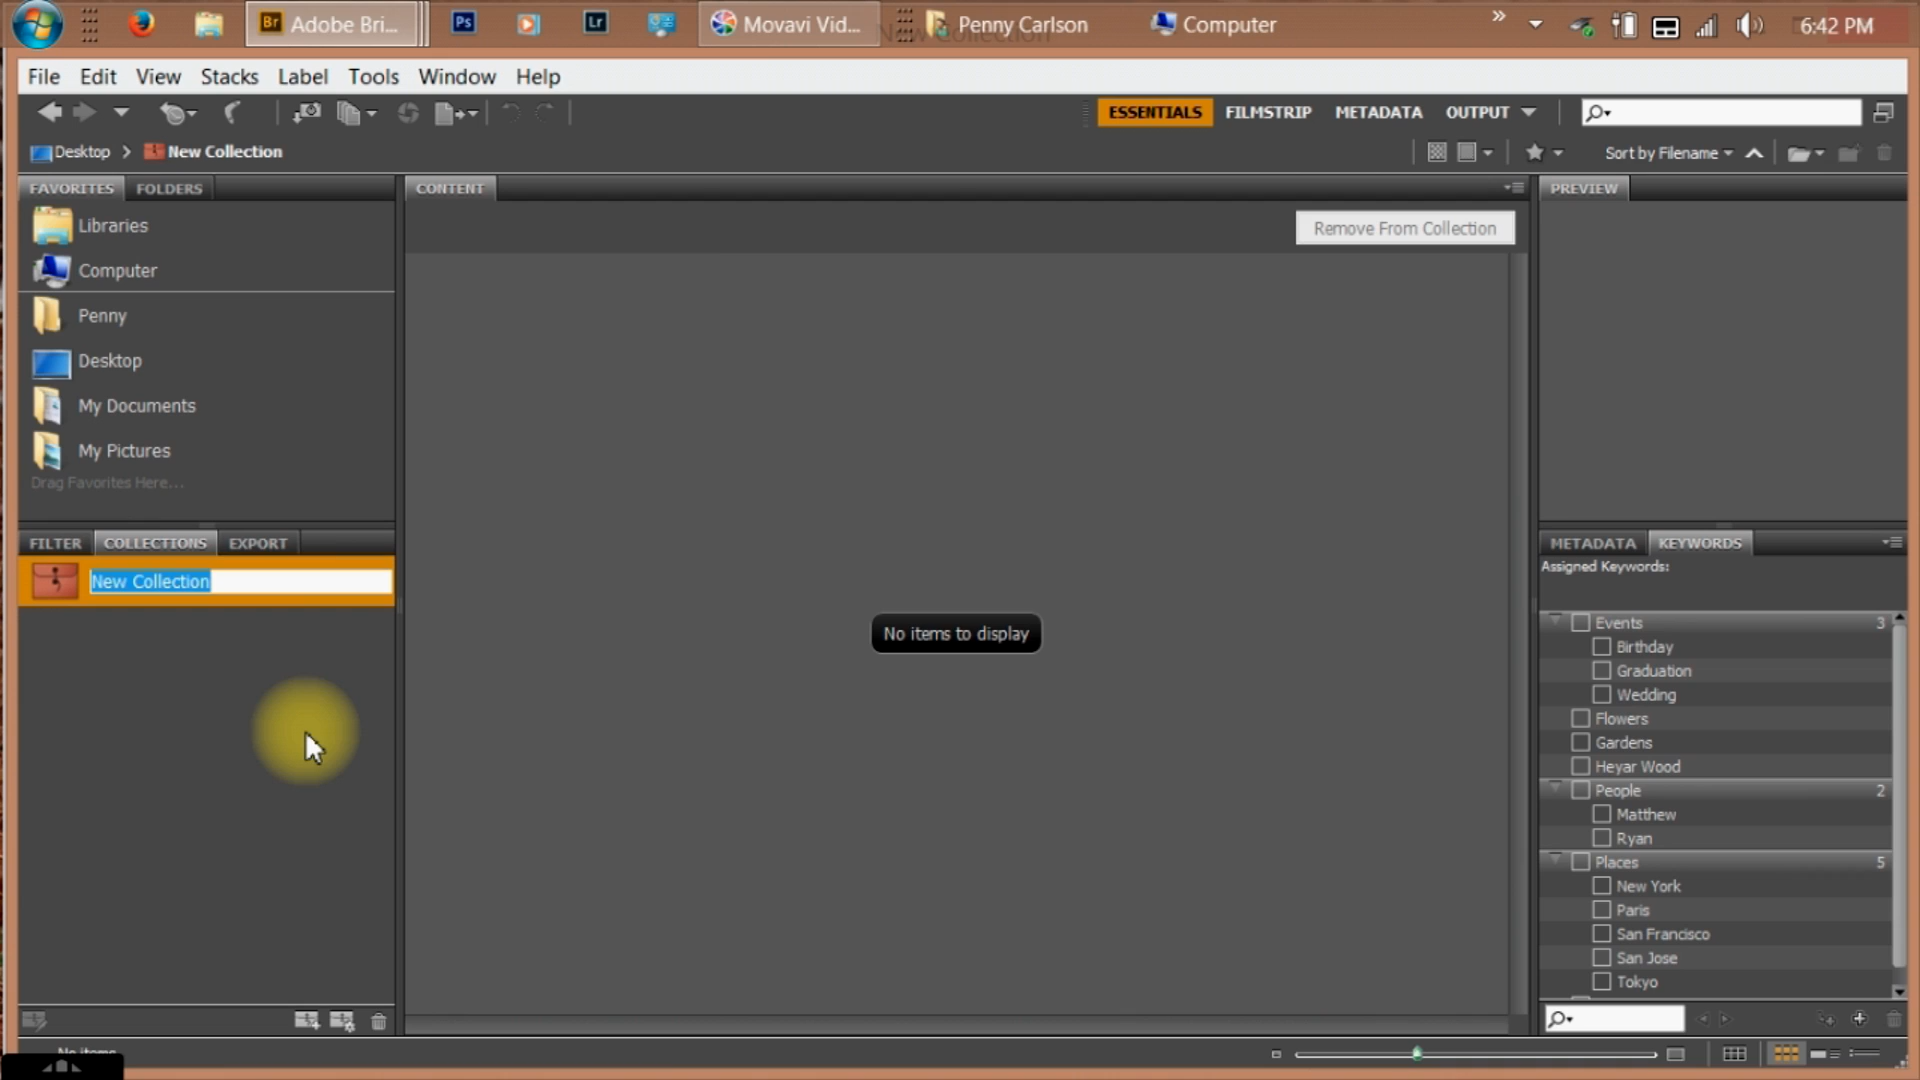 Br Adobe Bri... Ps Lr Movavi Vid... Penny Carlson Computer » 6:42 PM
File Edit View Stacks Label Tools Window Help
ESSENTIALS FILMSTRIP METADATA OUTPUT
Desktop > New Collection Sort by Filename
FAVORITES FOLDERS CONTENT PREVIEW
Libraries
Remove From Collection
Computer
Penny
Desktop
My Documents
My Pictures
Drag Favorites Here...
FILTER COLLECTIONS EXPORT
New Collection
No items to display
METADATA KEYWORDS
Assigned Keywords:
Events 3
Birthday
Graduation
Wedding
Flowers
Gardens
Heyar Wood
People 2
Matthew
Ryan
Places 5
New York
Paris
San Francisco
San Jose
Tokyo